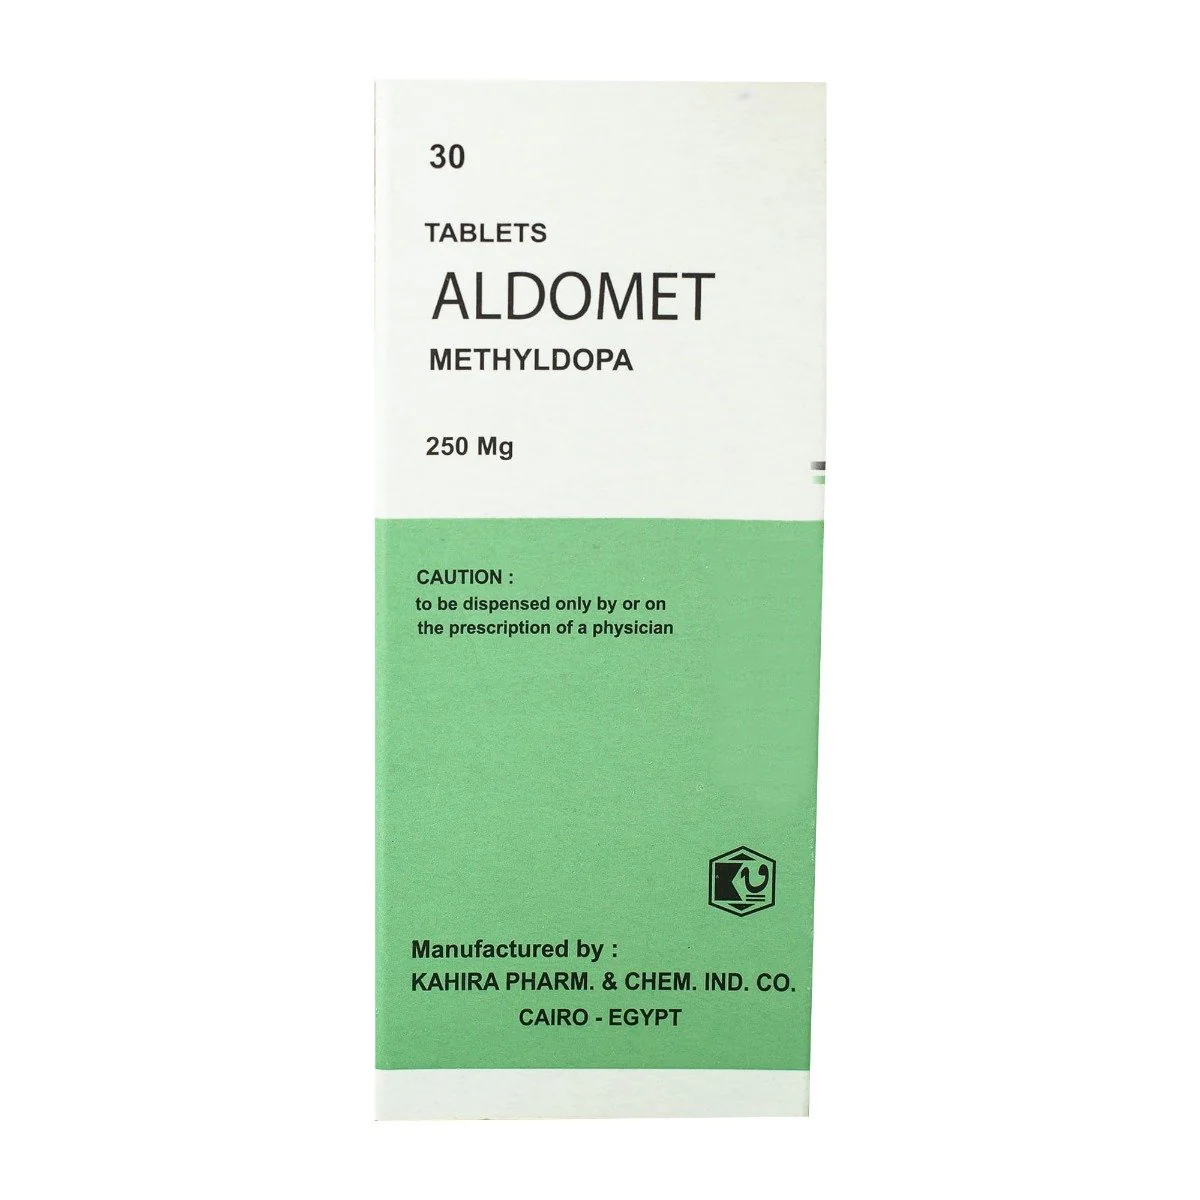 30
TABLETS
ALDOMET
METHYLDOPA
250 Mg
CAUTION :
to be dispensed only by or on
the prescription of a physician
Manufactured by :
KAHIRA PHARM. & CHEM. IND. CO.
CAIRO - EGYPT